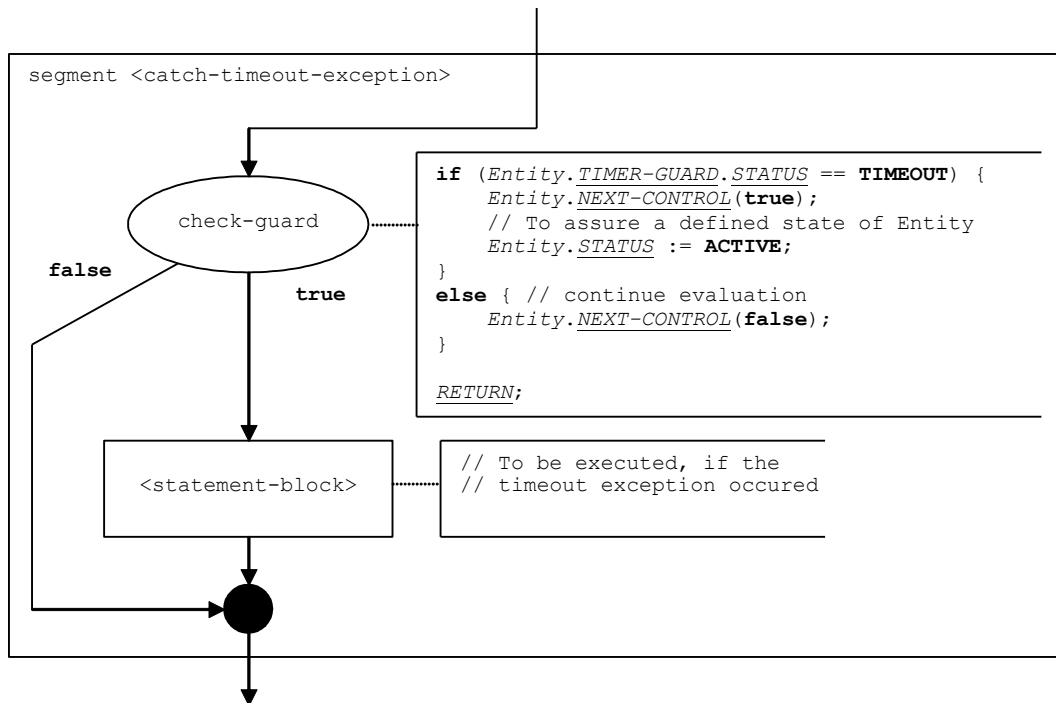 segment <catch-timeout-exception>
check-guard
if (Entity.TIMER-GUARD.STATUS == TIMEOUT) {
Entity.NEXT-CONTROL(true);
// To assure a defined state of Entity
Entity.STATUS := ACTIVE;
}
else { // continue evaluation
Entity.NEXT-CONTROL(false);
}
RETURN;
false
true
<statement-block>
// To be executed, if the
// timeout exception occured